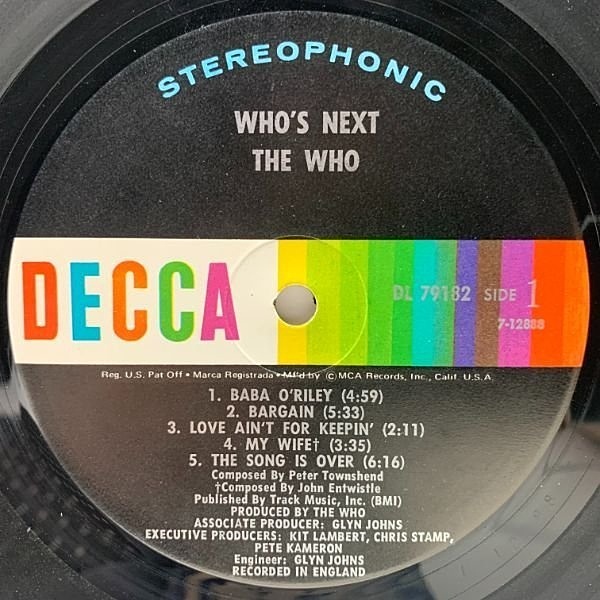 STEREOPHONIC
WHO'S NEXT
THE WHO
DECCA
DL 79182 SIDE 1
7-12888
Reg. U.S. Pat Off • Marca Registrada • Mf'd by ©MCA Records, Inc., Calif. U.S.A.
1. BABA O'RILEY (4:59)
2. BARGAIN (5:33)
3. LOVE AIN'T FOR KEEPIN' (2:11)
4. MY WIFE† (3:35)
5. THE SONG IS OVER (6:16)
Composed by Peter Townshend
†Composed By John Entwistle
Published By Track Music, Inc. (BMI)
PRODUCED BY THE WHO
ASSOCIATE PRODUCER: GLYN JOHNS
EXECUTIVE PRODUCERS: KIT LAMBERT, CHRIS STAMP,
PETE KAMERON
Engineer: GLYN JOHNS
RECORDED IN ENGLAND